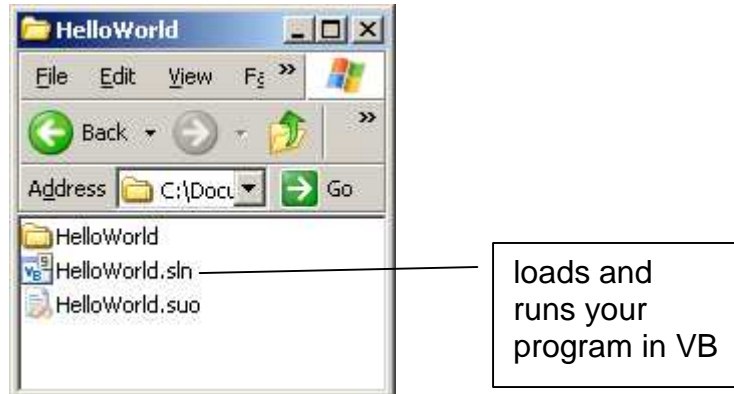 HelloWorld
File Edit View Fa »
Back »
Address C:\Docu Go
HelloWorld
HelloWorld.sln
HelloWorld.suo
loads and
runs your
program in VB